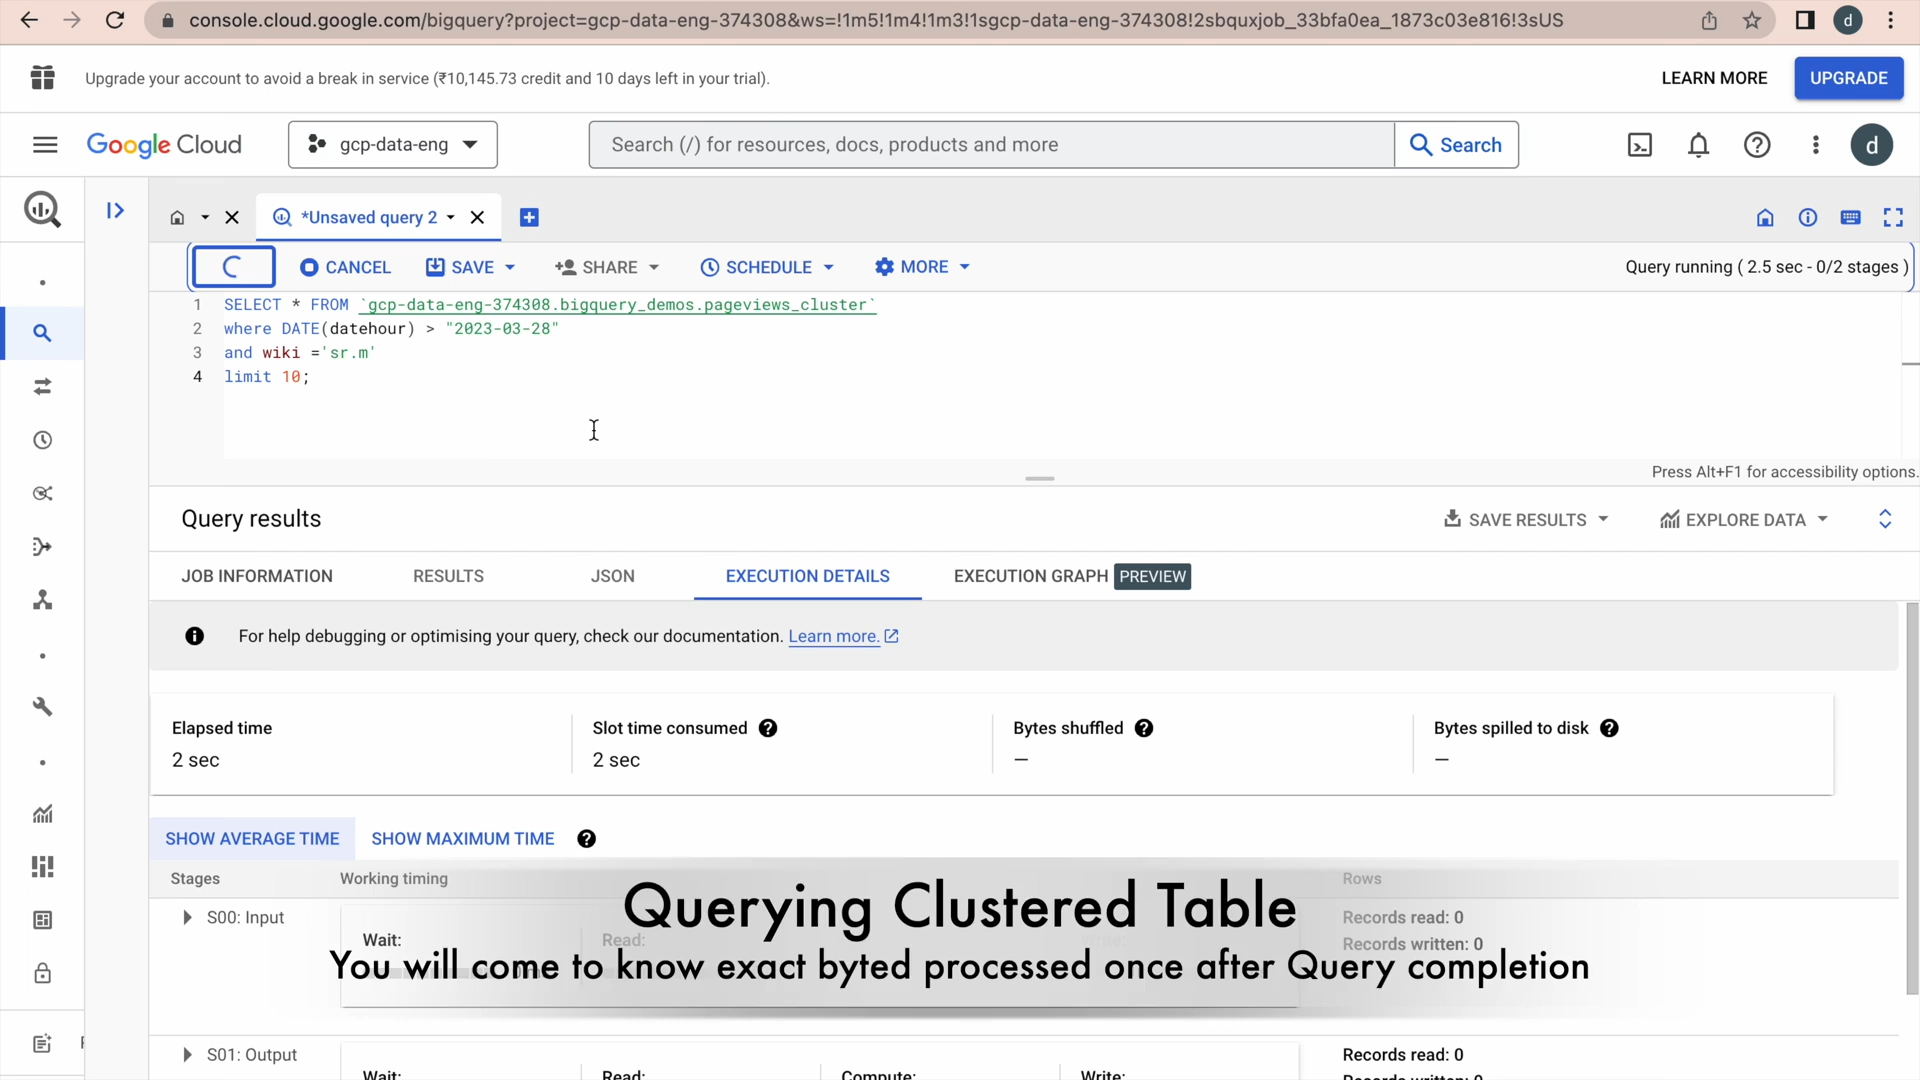 console.cloud.google.com/bigquery?project=gcp-data-eng-374308&ws=!1m5!1m4!1m3!1sgcp-data-eng-374308!2sbquxjob_33bfa0ea_1873c03e816!3sUS
d
Upgrade your account to avoid a break in service (₹10,145.73 credit and 10 days left in your trial).
LEARN MORE
UPGRADE
Google Cloud
gcp-data-eng
Search (/) for resources, docs, products and more
Search
d
*Unsaved query 2
CANCEL
SAVE
SHARE
SCHEDULE
MORE
Query running ( 2.5 sec - 0/2 stages )
1 SELECT * FROM `gcp-data-eng-374308.bigquery_demos.pageviews_cluster`
2 where DATE(datehour) > "2023-03-28"
3 and wiki ='sr.m'
4 limit 10;
Press Alt+F1 for accessibility options.
Query results
SAVE RESULTS
EXPLORE DATA
JOB INFORMATION
RESULTS
JSON
EXECUTION DETAILS
EXECUTION GRAPH PREVIEW
For help debugging or optimising your query, check our documentation. Learn more.
Elapsed time
2 sec
Slot time consumed
2 sec
Bytes shuffled
—
Bytes spilled to disk
—
SHOW AVERAGE TIME
SHOW MAXIMUM TIME
Stages
Working timing
Rows
S00: Input
Wait:
Read:
Records read: 0
Records written: 0
Querying Clustered Table
You will come to know exact byted processed once after Query completion
S01: Output
Wait:
Read:
Compute:
Write:
Records read: 0
Records written: 0